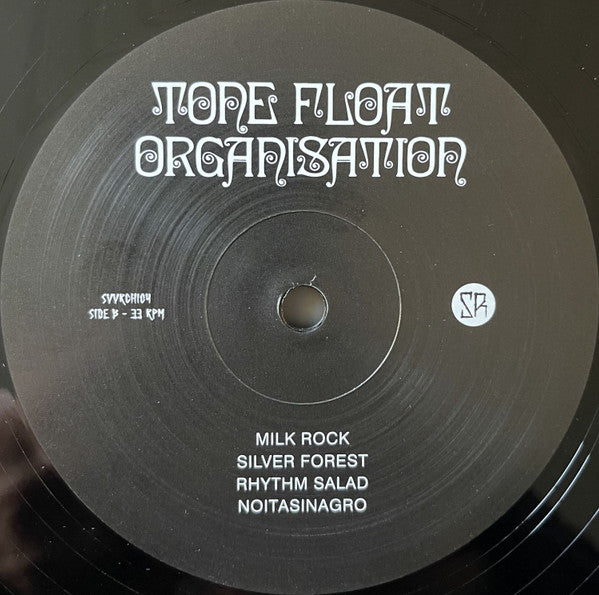 TONE FLOAT
ORGANISATION
SVVRCH104
SIDE B - 33 RPM
SR
MILK ROCK
SILVER FOREST
RHYTHM SALAD
NOITASINAGRO